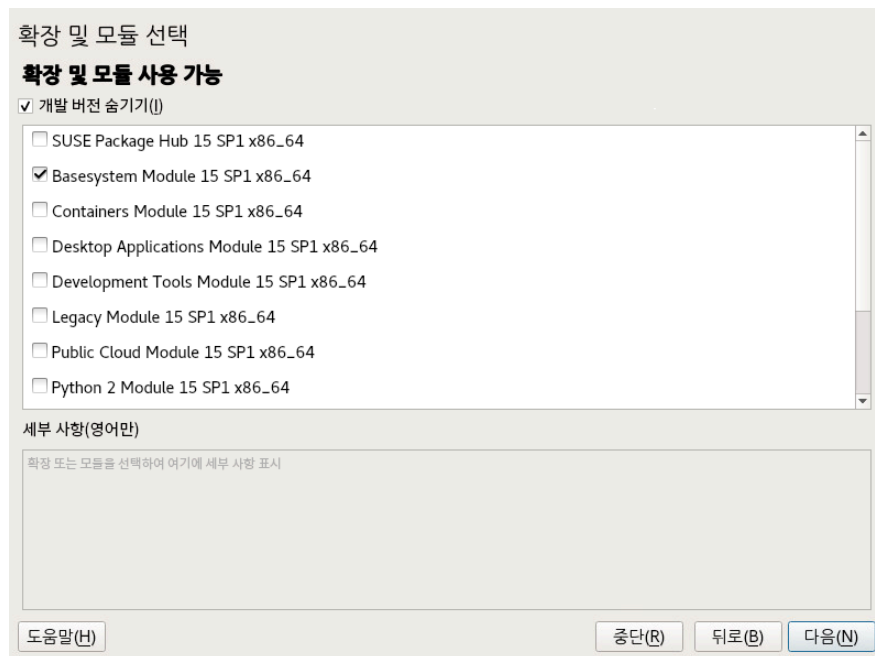 확장 및 모듈 선택
확장 및 모듈 사용 가능
개발 버전 숨기기(I)
SUSE Package Hub 15 SP1 x86_64
Basesystem Module 15 SP1 x86_64
Containers Module 15 SP1 x86_64
Desktop Applications Module 15 SP1 x86_64
Development Tools Module 15 SP1 x86_64
Legacy Module 15 SP1 x86_64
Public Cloud Module 15 SP1 x86_64
Python 2 Module 15 SP1 x86_64
세부 사항(영어만)
확장 또는 모듈을 선택하여 여기에 세부 사항 표시
도움말(H) 중단(R) 뒤로(B) 다음(N)